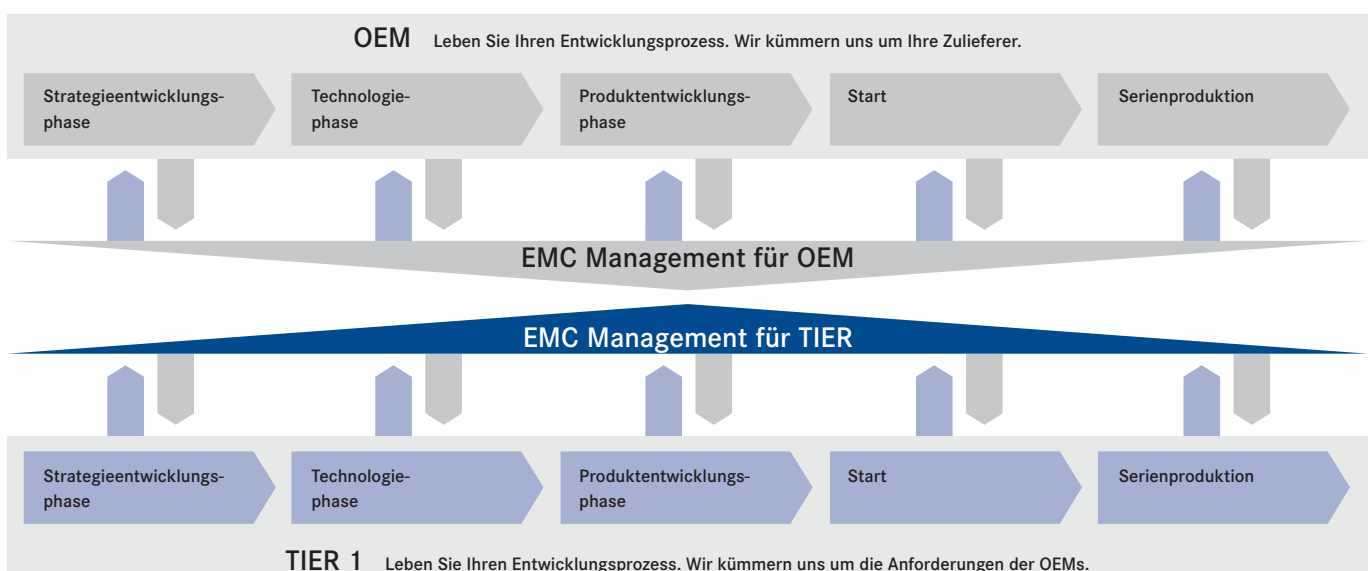 OEM Leben Sie Ihren Entwicklungsprozess. Wir kümmern uns um Ihre Zulieferer.
Strategieentwicklungs-
phase
Technologie-
phase
Produktentwicklungs-
phase
Start
Serienproduktion
EMC Management für OEM
EMC Management für TIER
Strategieentwicklungs-
phase
Technologie-
phase
Produktentwicklungs-
phase
Start
Serienproduktion
TIER 1 Leben Sie Ihren Entwicklungsprozess. Wir kümmern uns um die Anforderungen der OEMs.